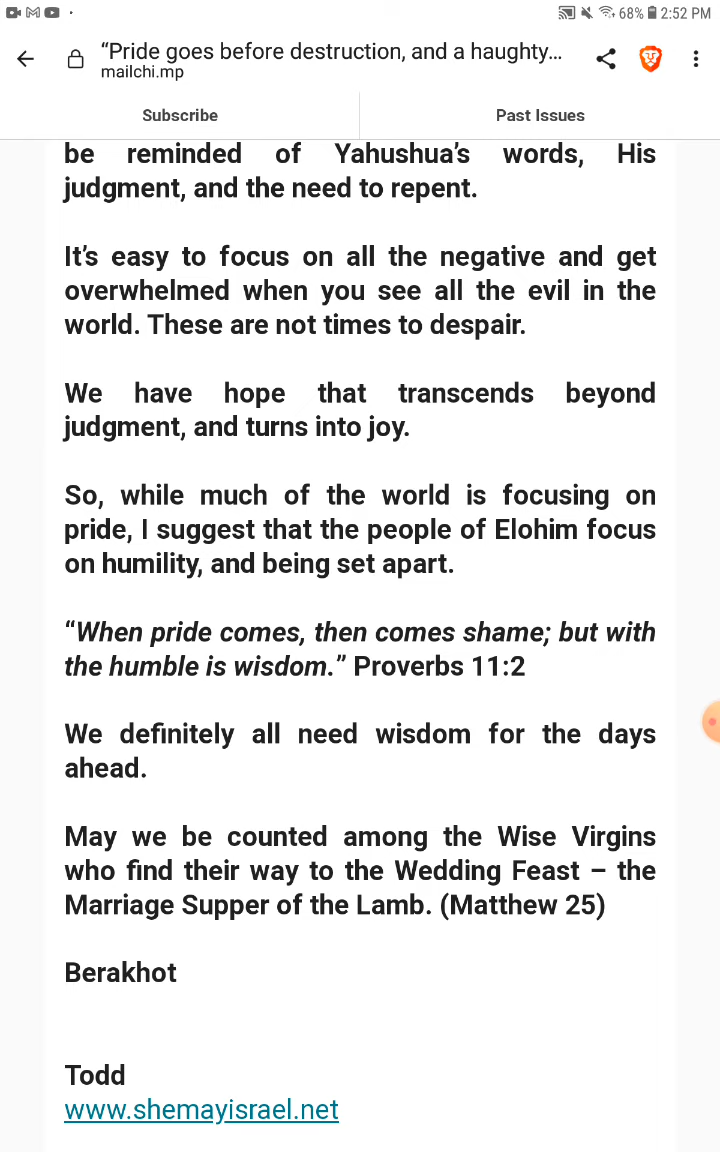 68% 2:52 PM
“Pride goes before destruction, and a haughty...
mailchi.mp
Subscribe Past Issues
be reminded of Yahushua’s words, His
judgment, and the need to repent.
It’s easy to focus on all the negative and get
overwhelmed when you see all the evil in the
world. These are not times to despair.
We have hope that transcends beyond
judgment, and turns into joy.
So, while much of the world is focusing on
pride, I suggest that the people of Elohim focus
on humility, and being set apart.
“When pride comes, then comes shame; but with
the humble is wisdom.” Proverbs 11:2
We definitely all need wisdom for the days
ahead.
May we be counted among the Wise Virgins
who find their way to the Wedding Feast – the
Marriage Supper of the Lamb. (Matthew 25)
Berakhot
Todd
www.shemayisrael.net